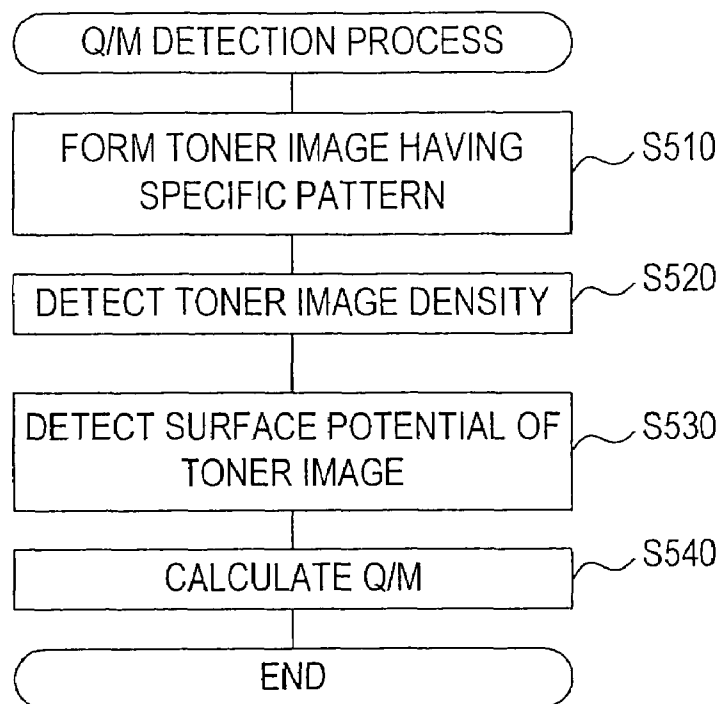 Q/M DETECTION PROCESS
FORM TONER IMAGE HAVING
SPECIFIC PATTERN
S510
DETECT TONER IMAGE DENSITY
S520
DETECT SURFACE POTENTIAL OF
TONER IMAGE
S530
CALCULATE Q/M
S540
END